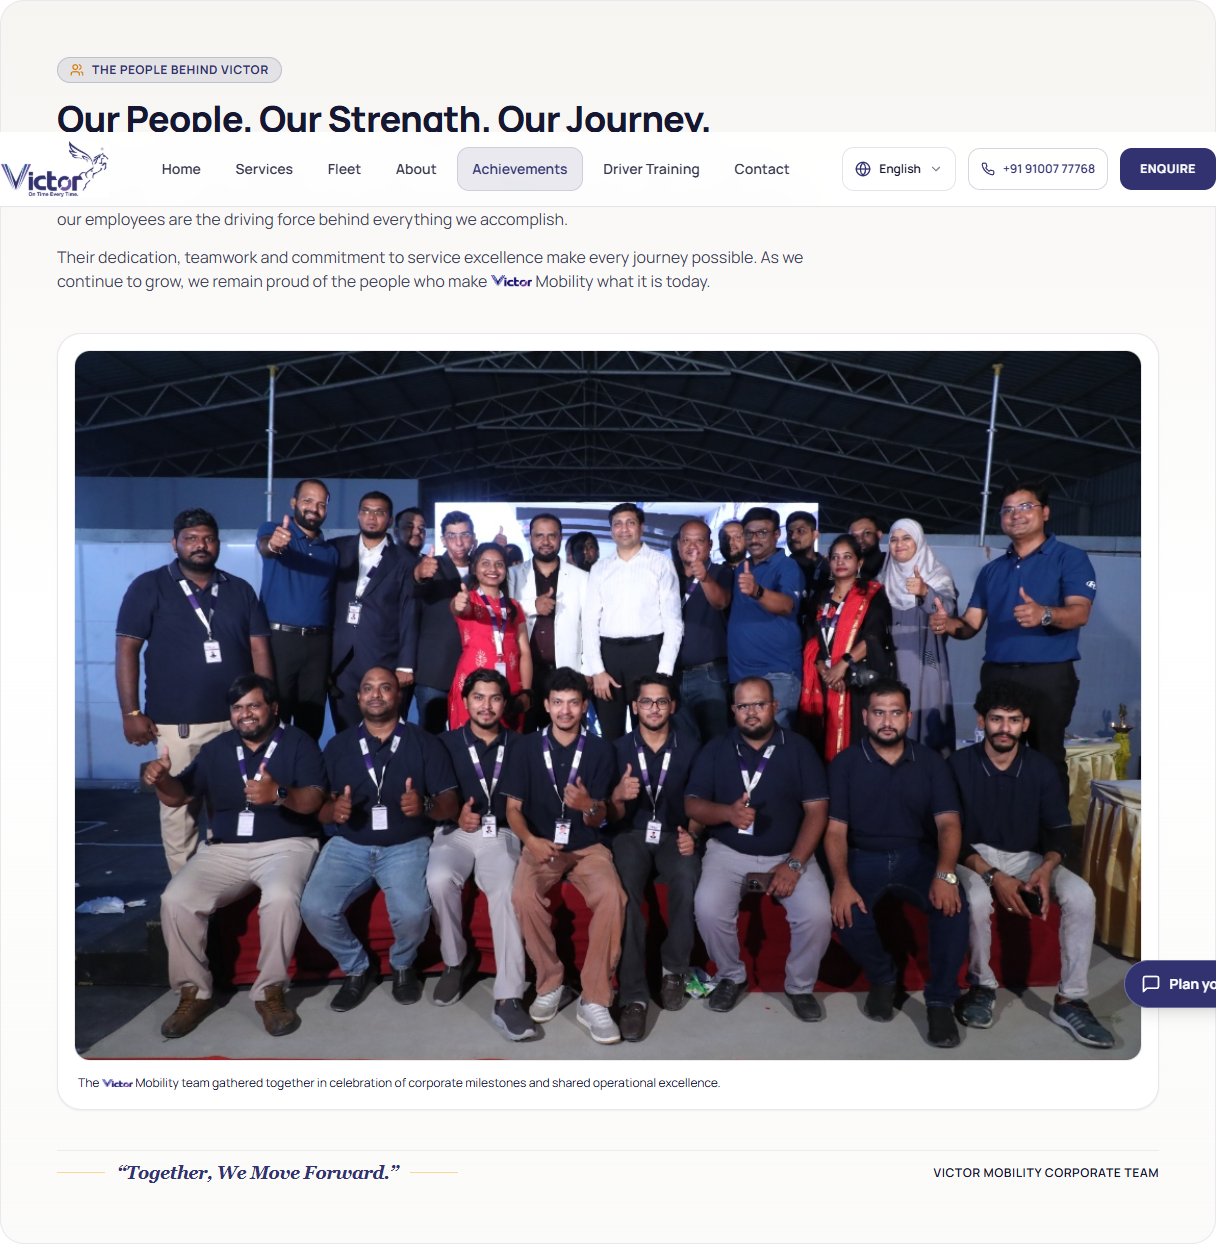 THE PEOPLE BEHIND VICTOR
Our People. Our Strength. Our Journey.
Victor
On Time Every Time.
Home
Services
Fleet
About
Achievements
Driver Training
Contact
English
+91 91007 77768
ENQUIRE
our employees are the driving force behind everything we accomplish.
Their dedication, teamwork and commitment to service excellence make every journey possible. As we
continue to grow, we remain proud of the people who make Victor Mobility what it is today.
Plan yo
The Victor Mobility team gathered together in celebration of corporate milestones and shared operational excellence.
“Together, We Move Forward.”
VICTOR MOBILITY CORPORATE TEAM